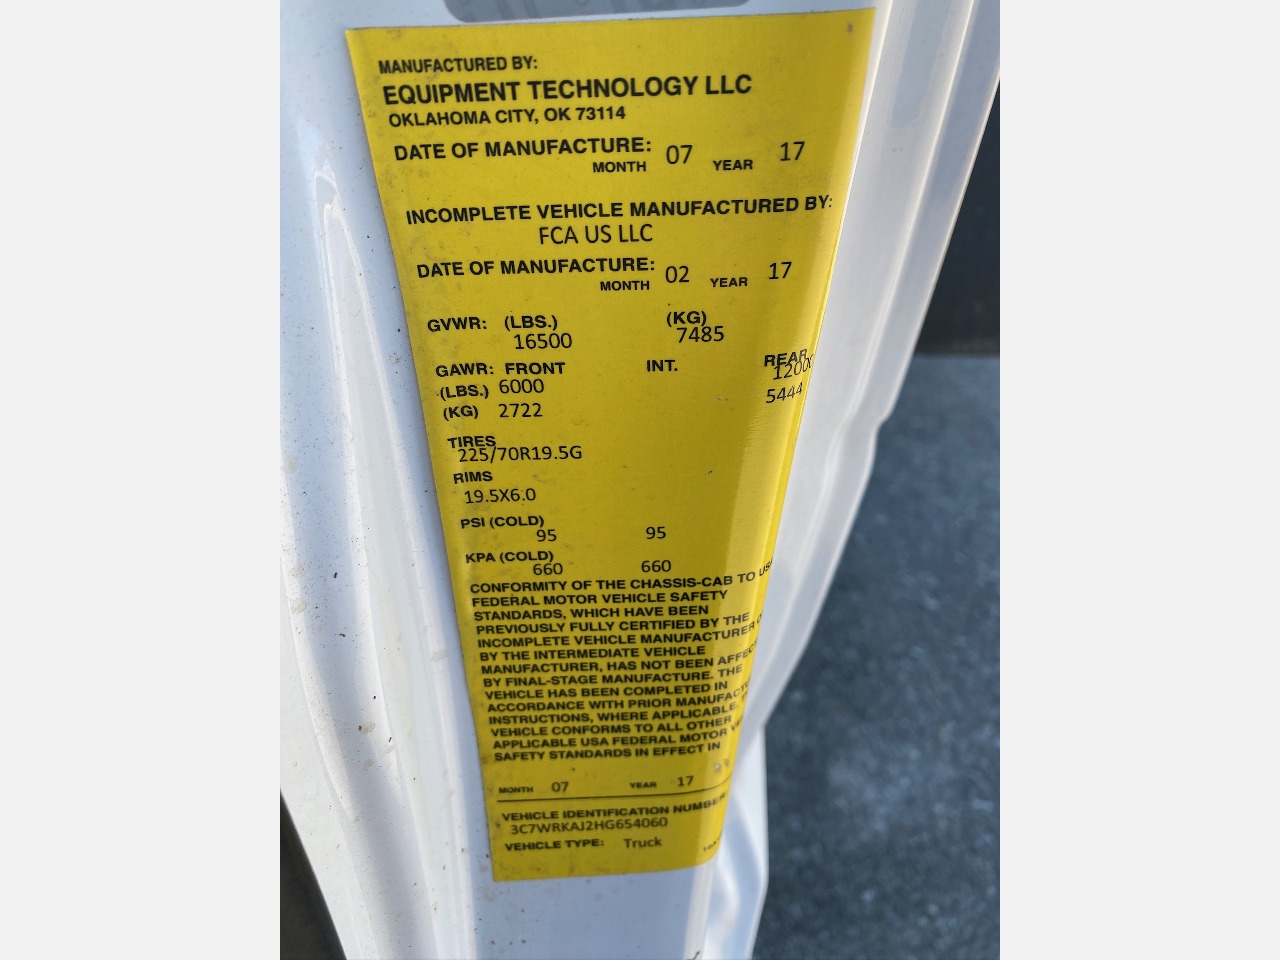 MANUFACTURED BY:
EQUIPMENT TECHNOLOGY LLC
OKLAHOMA CITY, OK 73114
DATE OF MANUFACTURE: MONTH 07 YEAR 17
INCOMPLETE VEHICLE MANUFACTURED BY:
FCA US LLC
DATE OF MANUFACTURE: MONTH 02 YEAR 17
GVWR: (LBS.) (KG)
16500 7485
GAWR: FRONT INT. REAR
(LBS.) 6000 12000
(KG) 2722 5444
TIRES
225/70R19.5G
RIMS
19.5X6.0
PSI (COLD)
95 95
KPA (COLD)
660 660
CONFORMITY OF THE CHASSIS-CAB TO
FEDERAL MOTOR VEHICLE SAFETY
STANDARDS, WHICH HAVE BEEN
PREVIOUSLY FULLY CERTIFIED BY THE
INCOMPLETE VEHICLE MANUFACTURER
BY THE INTERMEDIATE VEHICLE
MANUFACTURER, HAS NOT BEEN
BY FINAL-STAGE MANUFACTURE. THE
VEHICLE HAS BEEN COMPLETED IN
ACCORDANCE WITH PRIOR
INSTRUCTIONS, WHERE APPLICABLE.
VEHICLE CONFORMS TO ALL OTHER
APPLICABLE USA FEDERAL MOTOR
SAFETY STANDARDS IN EFFECT IN
MONTH 07 YEAR 17
VEHICLE IDENTIFICATION NUMBER:
3C7WRKAJ2HG654060
VEHICLE TYPE: Truck